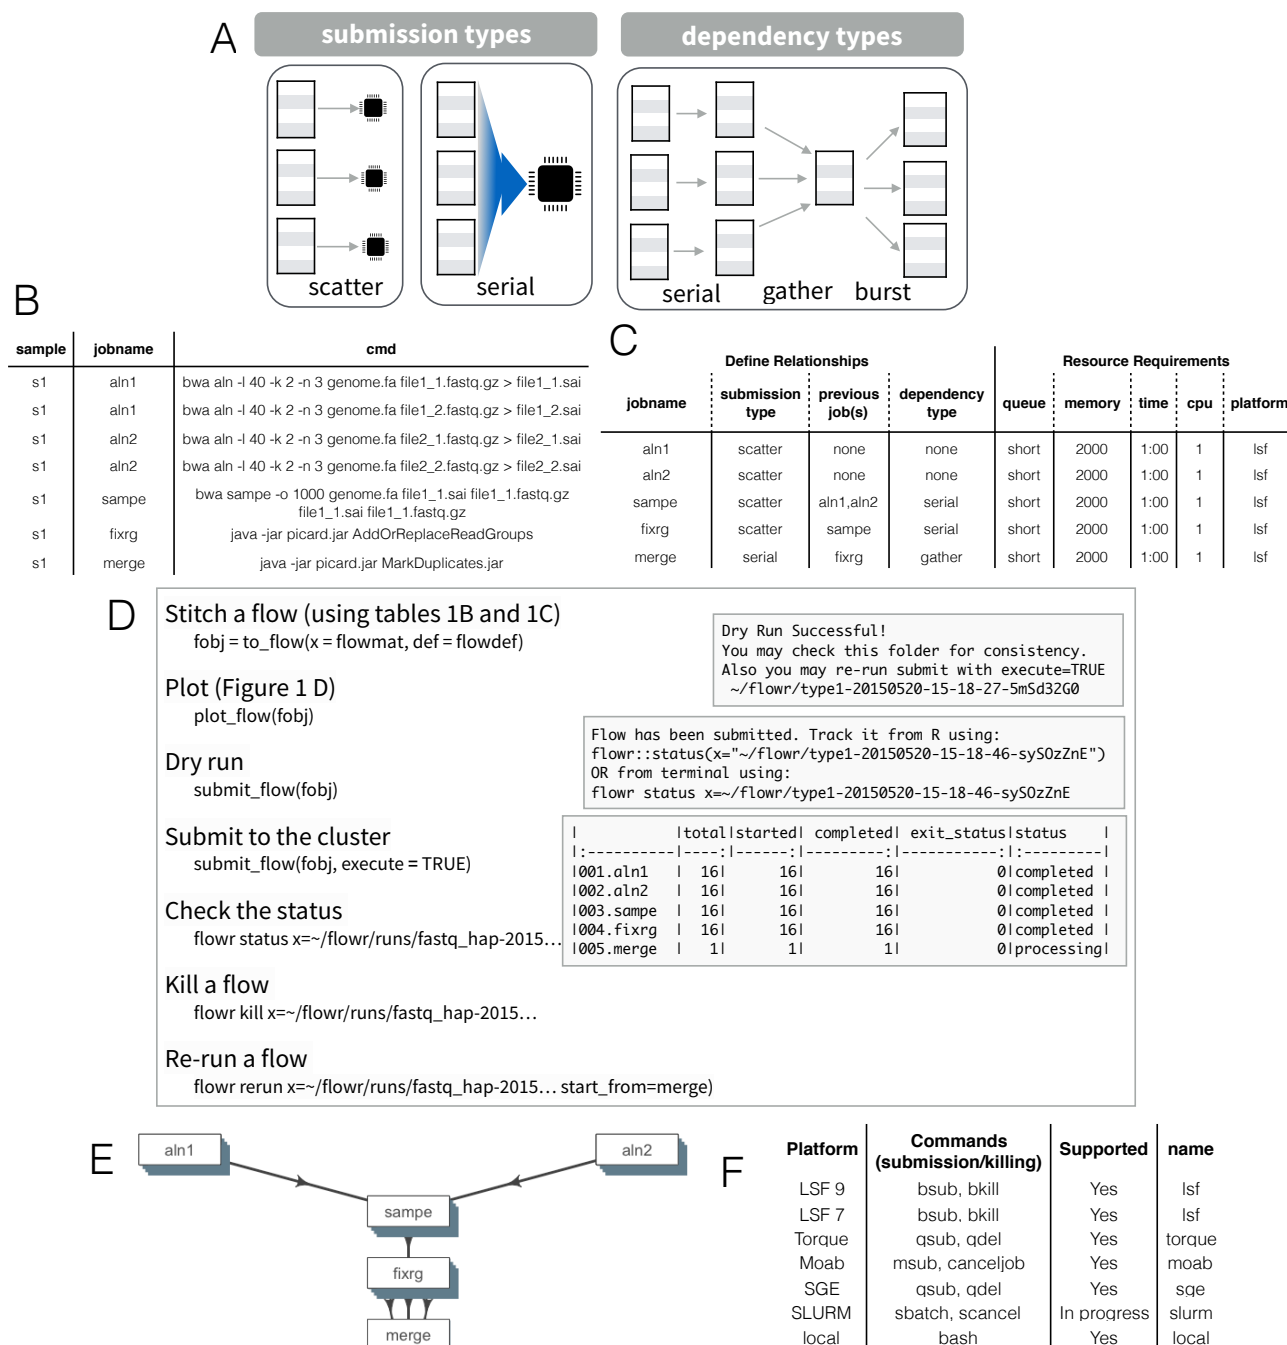 A
submission types
dependency types
scatter
serial
serial
gather
burst
B
sample jobname cmd
s1 aln1 bwa aln -l 40 -k 2 -n 3 genome.fa file1_1.fastq.gz > file1_1.sai
s1 aln1 bwa aln -l 40 -k 2 -n 3 genome.fa file1_2.fastq.gz > file1_2.sai
s1 aln2 bwa aln -l 40 -k 2 -n 3 genome.fa file2_1.fastq.gz > file2_1.sai
s1 aln2 bwa aln -l 40 -k 2 -n 3 genome.fa file2_2.fastq.gz > file2_2.sai
s1 sampe bwa sampe -o 1000 genome.fa file1_1.sai file1_1.fastq.gz
file1_1.sai file1_1.fastq.gz
s1 fixrg java -jar picard.jar AddOrReplaceReadGroups
s1 merge java -jar picard.jar MarkDuplicates.jar
C
Define Relationships Resource Requirements
jobname submission type previous job(s) dependency type queue memory time cpu platform
aln1 scatter none none short 2000 1:00 1 lsf
aln2 scatter none none short 2000 1:00 1 lsf
sampe scatter aln1,aln2 serial short 2000 1:00 1 lsf
fixrg scatter sampe serial short 2000 1:00 1 lsf
merge serial fixrg gather short 2000 1:00 1 lsf
D
Stitch a flow (using tables 1B and 1C)
fobj = to_flow(x = flowmat, def = flowdef)
Plot (Figure 1 D)
plot_flow(fobj)
Dry run
submit_flow(fobj)
Submit to the cluster
submit_flow(fobj, execute = TRUE)
Check the status
flowr status x=~/flowr/runs/fastq_hap-2015...
Kill a flow
flowr kill x=~/flowr/runs/fastq_hap-2015...
Re-run a flow
flowr rerun x=~/flowr/runs/fastq_hap-2015... start_from=merge)
Dry Run Successful!
You may check this folder for consistency.
Also you may re-run submit with execute=TRUE
~/flowr/type1-20150520-15-18-27-5mSd32G0
Flow has been submitted. Track it from R using:
flowr::status(x="~/flowr/type1-20150520-15-18-46-sySOzZnE")
OR from terminal using:
flowr status x=~/flowr/type1-20150520-15-18-46-sySOzZnE
| |total|started| completed| exit_status|status |
|:----------|----:|------:|---------:|-----------:|:---------|
|001.aln1 | 16| 16| 16| 0|completed |
|002.aln2 | 16| 16| 16| 0|completed |
|003.sampe | 16| 16| 16| 0|completed |
|004.fixrg | 16| 16| 16| 0|completed |
|005.merge | 1| 1| 1| 0|processing|
E
aln1
aln2
sampe
fixrg
merge
F
Platform Commands (submission/killing) Supported name
LSF 9 bsub, bkill Yes lsf
LSF 7 bsub, bkill Yes lsf
Torque qsub, qdel Yes torque
Moab msub, canceljob Yes moab
SGE qsub, qdel Yes sge
SLURM sbatch, scancel In progress slurm
local bash Yes local